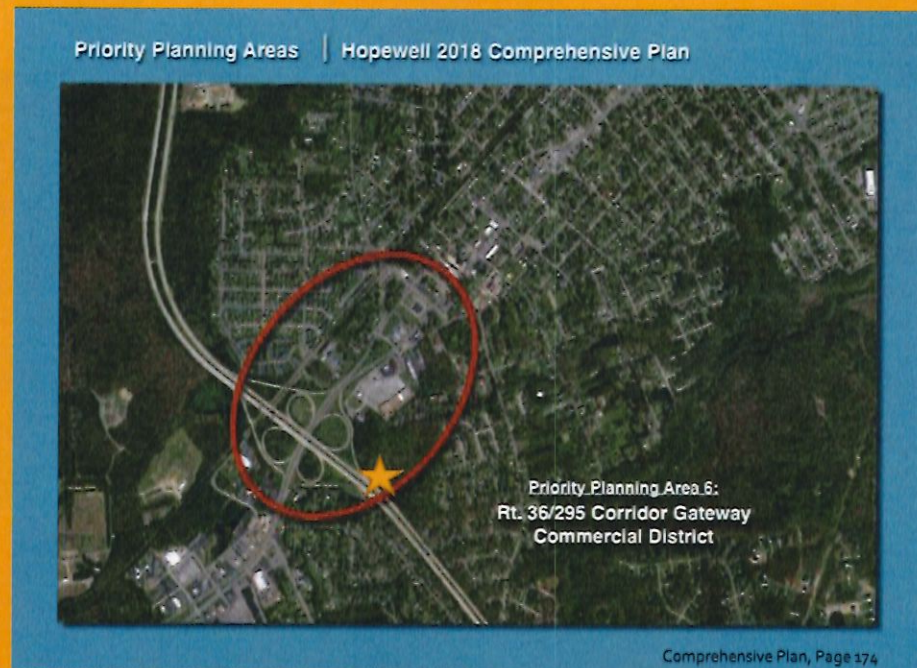 Priority Planning Areas | Hopewell 2018 Comprehensive Plan
Priority Planning Area 6:
Rt. 36/295 Corridor Gateway
Commercial District
Comprehensive Plan, Page 174